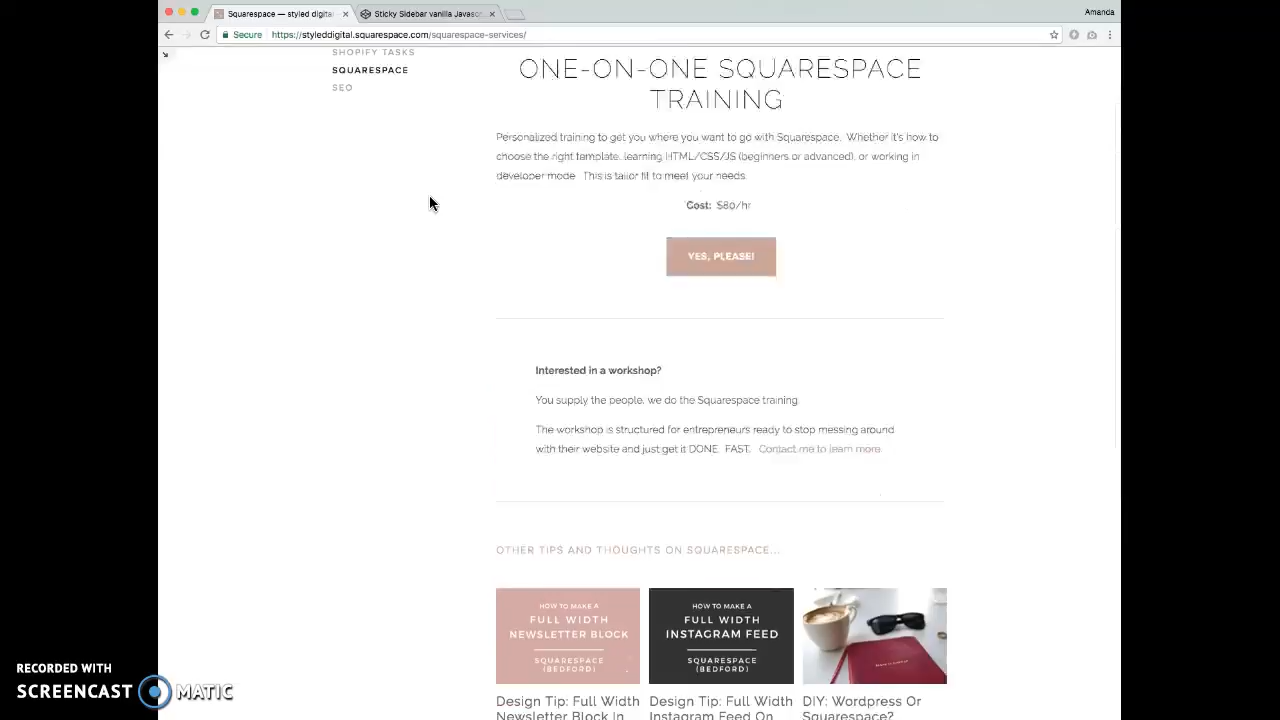 Squarespace — styled digital
Sticky Sidebar vanilla Javasc
Amanda
Secure
https://styleddigital.squarespace.com/squarespace-services/
SHOPIFY TASKS
SQUARESPACE
SEO
ONE-ON-ONE SQUARESPACE
TRAINING
Personalized training to get you where you want to go with Squarespace. Whether it's how to
choose the right template, learning HTML/CSS/JS (beginners or advanced), or working in
developer mode. This is tailor fit to meet your needs.
Cost: $80/hr
YES, PLEASE!
Interested in a workshop?
You supply the people, we do the Squarespace training.
The workshop is structured for entrepreneurs ready to stop messing around
with their website and just get it DONE. FAST. Contact me to learn more.
OTHER TIPS AND THOUGHTS ON SQUARESPACE...
HOW TO MAKE A
FULL WIDTH
NEWSLETTER BLOCK
SQUARESPACE
(BEDFORD)
HOW TO MAKE A
FULL WIDTH
INSTAGRAM FEED
SQUARESPACE
(BEDFORD)
Design Tip: Full Width
Newsletter Block In
Design Tip: Full Width
Instagram Feed On
DIY: Wordpress Or
Squarespace?
RECORDED WITH
SCREENCAST MATIC